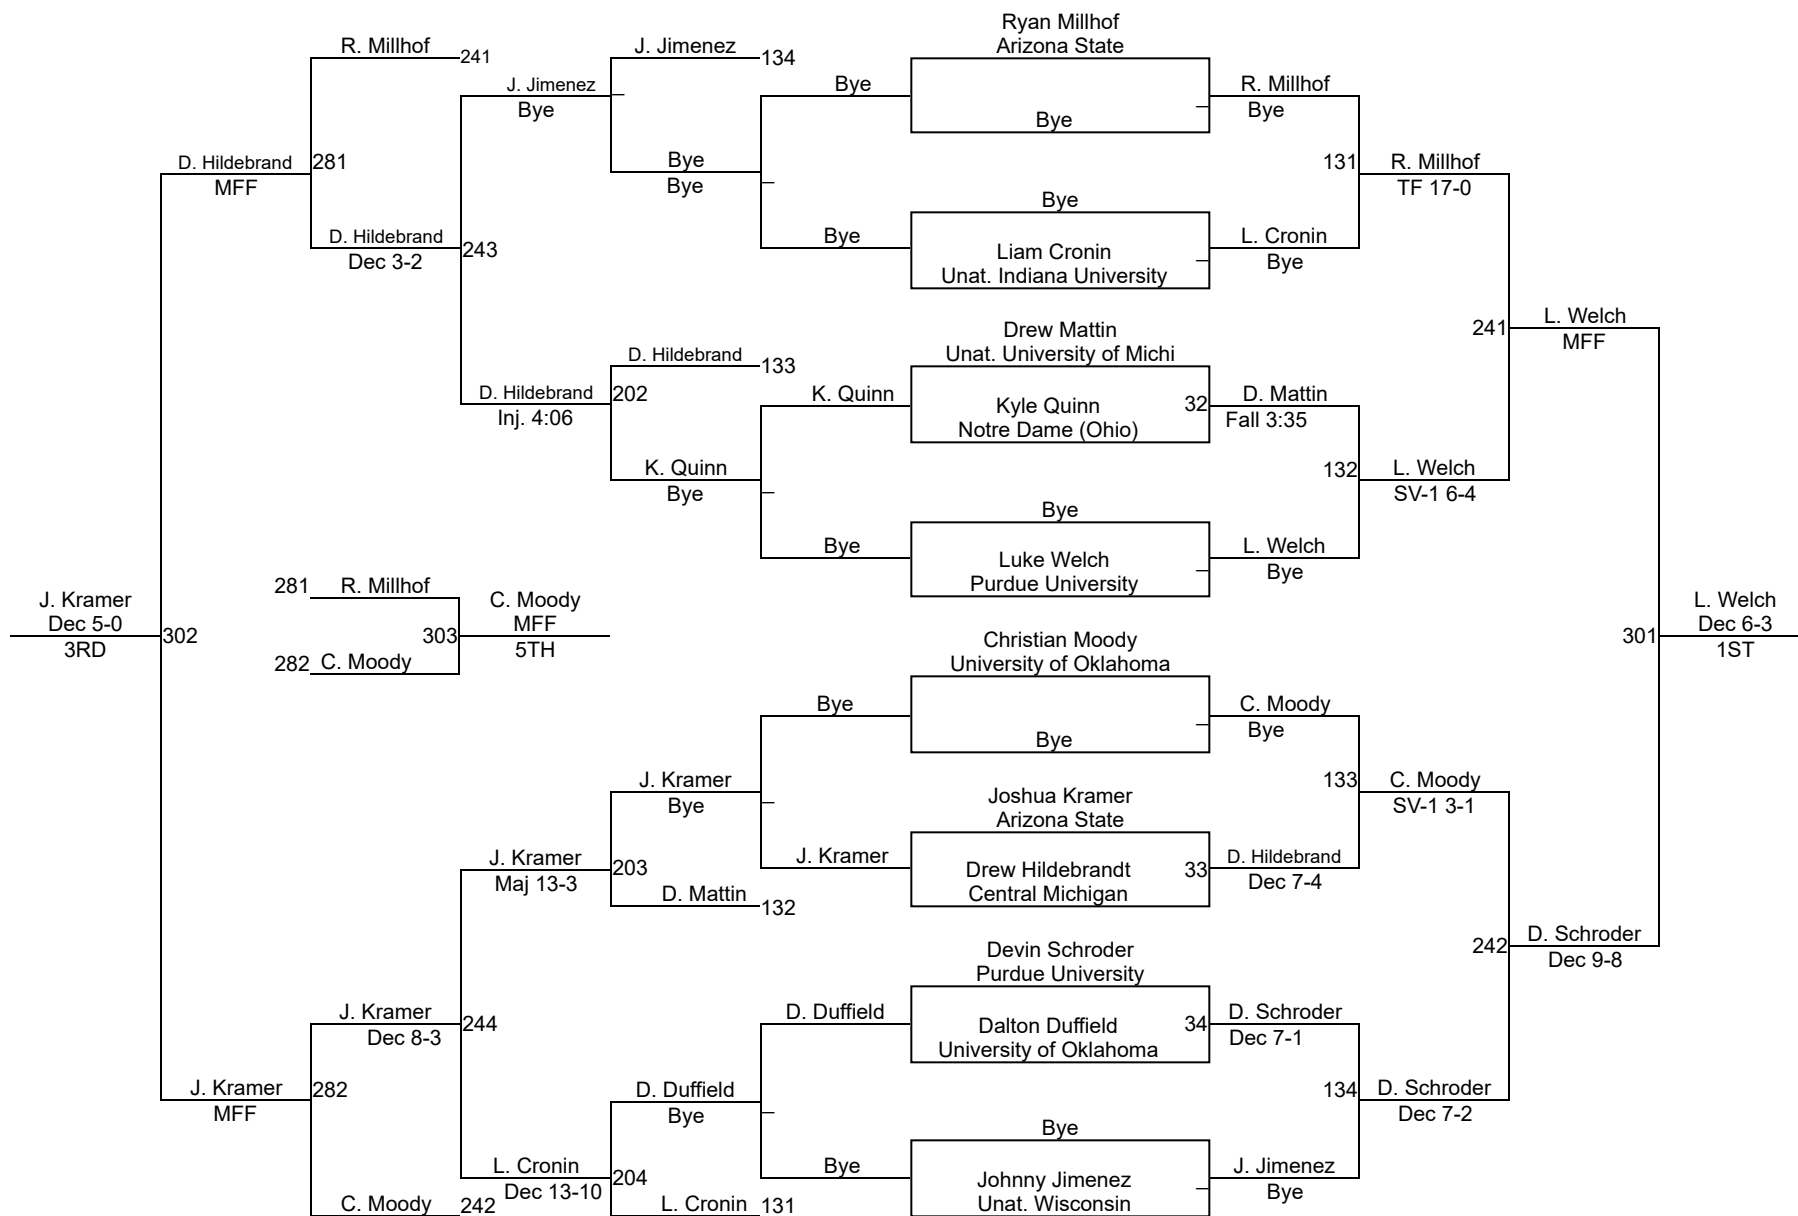 Ryan Millhof
Arizona State
R. Millhof
241
J. Jimenez
134
J. Jimenez
Bye
Bye
Bye
R. Millhof
Bye
D. Hildebrand
MFF
281
Bye
Bye
131
R. Millhof
TF 17-0
Bye
D. Hildebrand
Dec 3-2
243
Bye
Liam Cronin
Unat. Indiana University
L. Cronin
Bye
Drew Mattin
Unat. University of Michi
241
L. Welch
MFF
D. Hildebrand
133
D. Hildebrand
Inj. 4:06
202
K. Quinn
Kyle Quinn
Notre Dame (Ohio)
32
D. Mattin
Fall 3:35
K. Quinn
Bye
132
L. Welch
SV-1 6-4
Bye
Bye
Luke Welch
Purdue University
L. Welch
Bye
281
R. Millhof
J. Kramer
Dec 5-0
3RD
302
303
C. Moody
MFF
5TH
282
C. Moody
301
L. Welch
Dec 6-3
1ST
Christian Moody
University of Oklahoma
Bye
Bye
C. Moody
Bye
J. Kramer
Bye
Joshua Kramer
Arizona State
133
C. Moody
SV-1 3-1
J. Kramer
Maj 13-3
203
J. Kramer
Drew Hildebrandt
Central Michigan
33
D. Hildebrand
Dec 7-4
D. Mattin
132
Devin Schroder
Purdue University
242
D. Schroder
Dec 9-8
J. Kramer
Dec 8-3
244
D. Duffield
Dalton Duffield
University of Oklahoma
34
D. Schroder
Dec 7-1
J. Kramer
MFF
282
D. Duffield
Bye
134
D. Schroder
Dec 7-2
Bye
L. Cronin
Dec 13-10
204
Bye
Johnny Jimenez
Unat. Wisconsin
J. Jimenez
Bye
C. Moody
242
L. Cronin
131